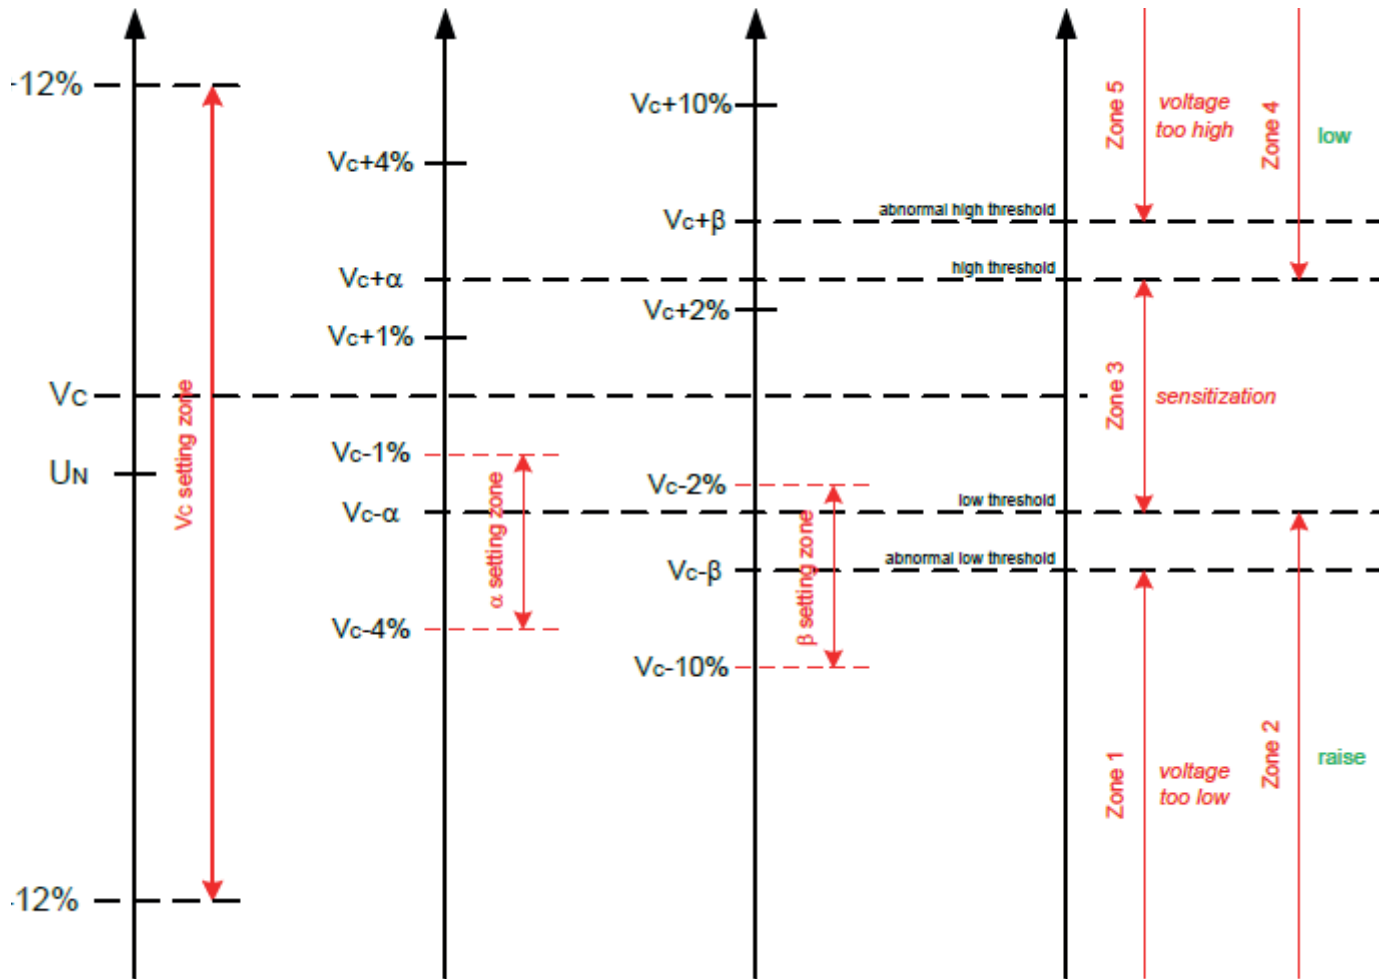 -12%
Vc
UN
-12%
Vc setting zone
Vc+4%
Vc+α
Vc+1%
Vc-1%
Vc-α
Vc-4%
α setting zone
Vc+10%
Vc+β
Vc+2%
Vc-2%
Vc-β
Vc-10%
β setting zone
abnormal high threshold
high threshold
low threshold
abnormal low threshold
Zone 5
voltage
too high
Zone 4
low
Zone 3
sensitization
Zone 1
voltage
too low
Zone 2
raise